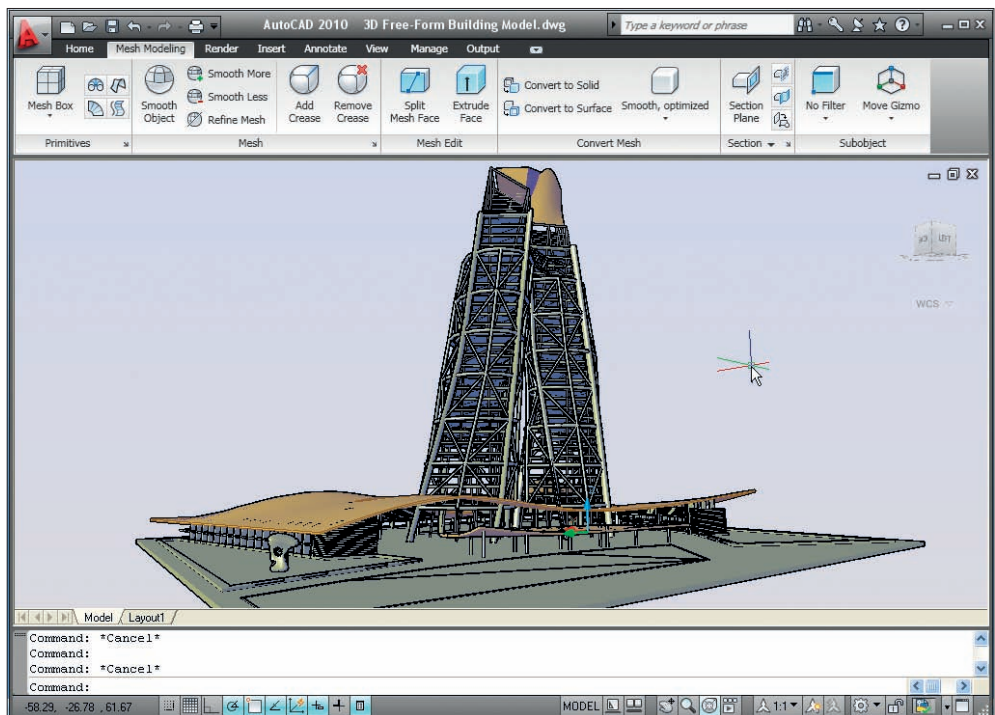 AutoCAD 2010 3D Free-Form Building Model.dwg
Type a keyword or phrase
Home Mesh Modeling Render Insert Annotate View Manage Output
Mesh Box
Smooth Object
Smooth More
Smooth Less
Refine Mesh
Add Crease
Remove Crease
Split Mesh Face
Extrude Face
Convert to Solid
Convert to Surface
Smooth, optimized
Section Plane
No Filter
Move Gizmo
Primitives Mesh Mesh Edit Convert Mesh Section Subobject
WCS
Model Layout1
Command: *Cancel*
Command:
Command: *Cancel*
Command:
-58.29, -26.78 , 61.67
MODEL
1:1